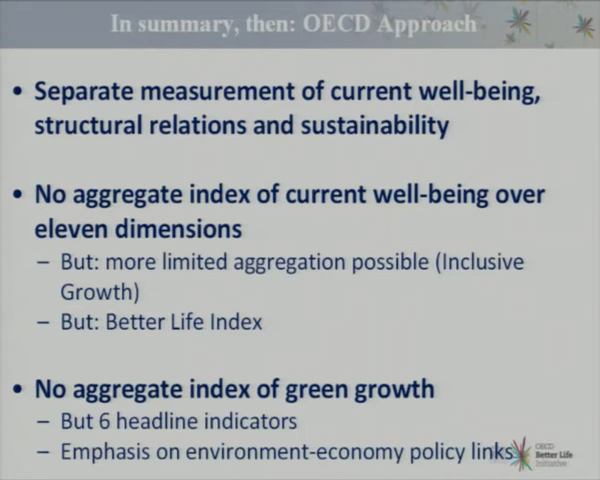 In summary, then: OECD Approach
• Separate measurement of current well-being,
structural relations and sustainability
• No aggregate index of current well-being over
eleven dimensions
– But: more limited aggregation possible (Inclusive
Growth)
– But: Better Life Index
• No aggregate index of green growth
– But 6 headline indicators
– Emphasis on environment-economy policy links
OECD
Better Life
Initiative